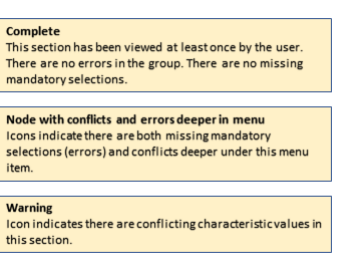 Complete
This section has been viewed at least once by the user.
There are no errors in the group. There are no missing
mandatory selections.
Node with conflicts and errors deeper in menu
Icons indicate there are both missing mandatory
selections (errors) and conflicts deeper under this menu
item.
Warning
Icon indicates there are conflicting characteristic values in
this section.